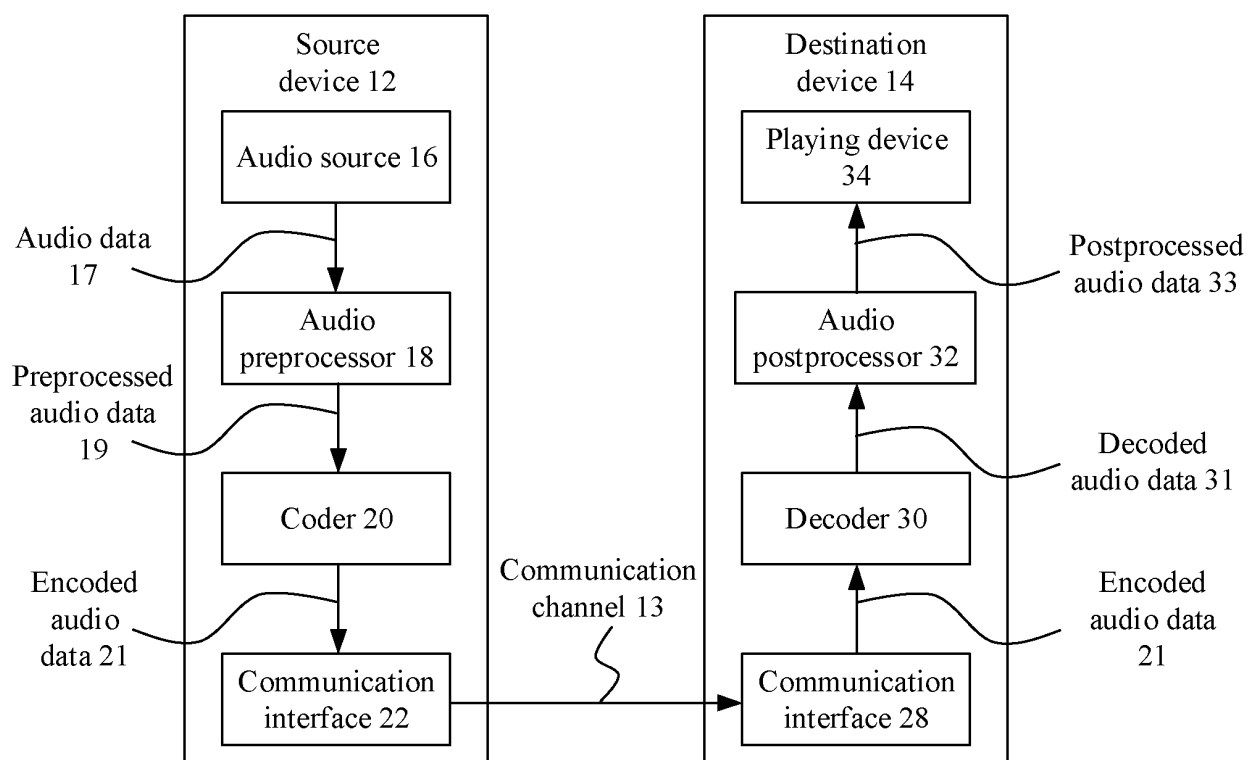 Source
device 12
Audio source 16
Audio data
17
Audio
preprocessor 18
Preprocessed
audio data
19
Coder 20
Encoded
audio
data 21
Communication
interface 22
Communication
channel 13
Destination
device 14
Playing device
34
Postprocessed
audio data 33
Audio
postprocessor 32
Decoded
audio data 31
Decoder 30
Encoded
audio data
21
Communication
interface 28